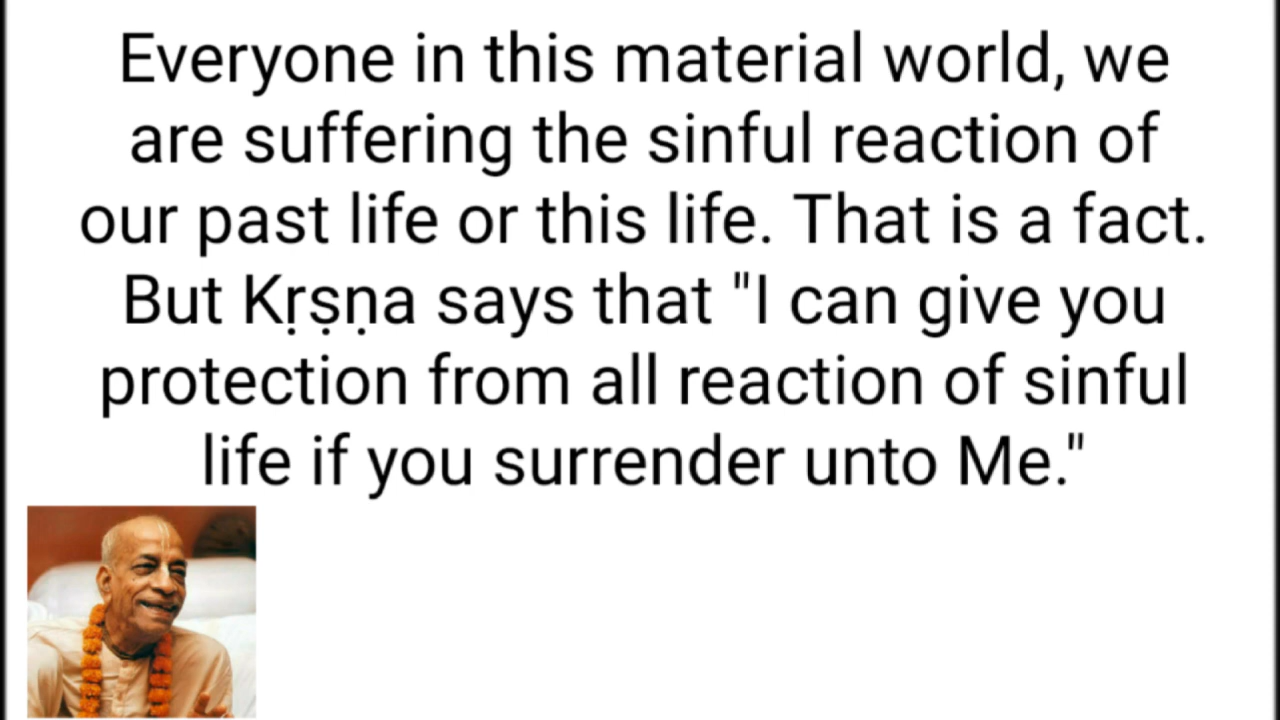 Everyone in this material world, we
are suffering the sinful reaction of
our past life or this life. That is a fact.
But Kṛṣṇa says that "I can give you
protection from all reaction of sinful
life if you surrender unto Me."